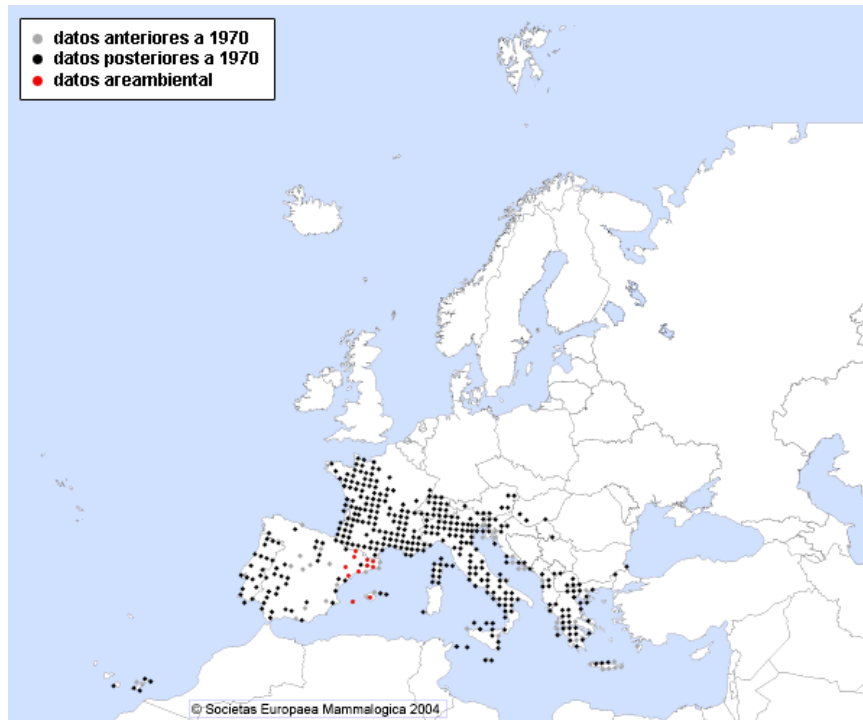 datos anteriores a 1970
datos posteriores a 1970
datos areambiental
© Societas Europaea Mammalogica 2004